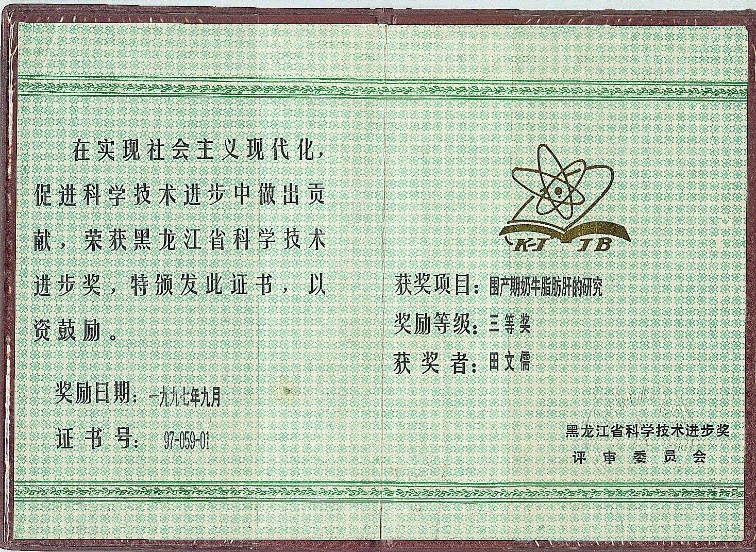 在实现社会主义现代化，
促进科学技术进步中做出贡
献，荣获黑龙江省科学技术
进步奖，特颁发此证书，以
资鼓励。
奖励日期：一九九七年九月
证书号：97-059-01
K-J JB
获奖项目：围产期奶牛脂肪肝的研究
奖励等级：三等奖
获奖者：田文儒
黑龙江省科学技术进步奖
评审委员会